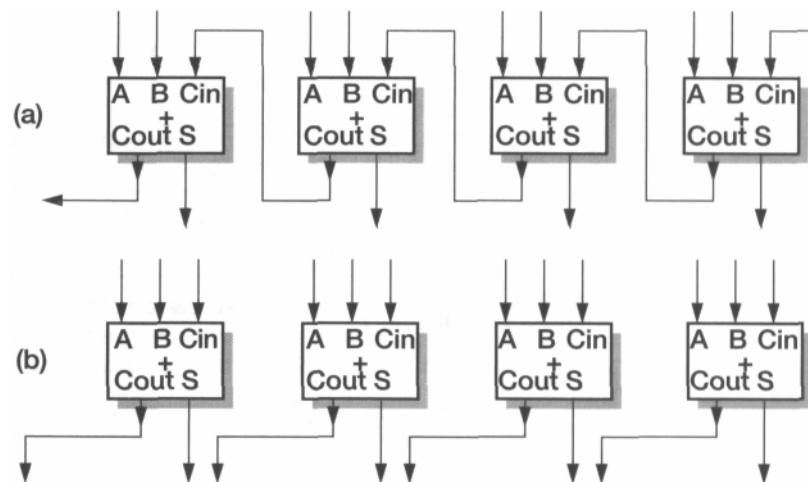 A B Cin A B Cin A B Cin A B Cin
(a) + + + +
Cout S Cout S Cout S Cout S
A B Cin A B Cin A B Cin A B Cin
(b) + + + +
Cout S Cout S Cout S Cout S